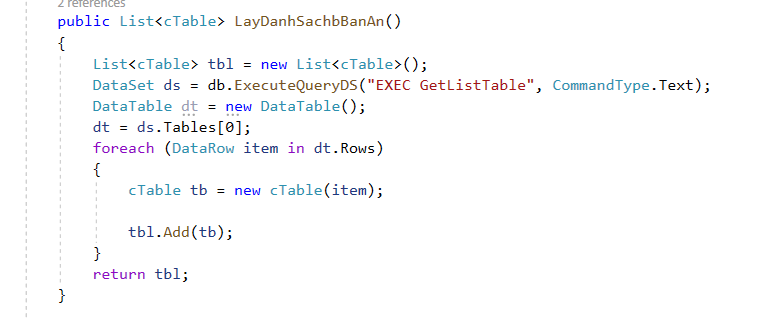 2 references
public List<cTable> LayDanhSachbBanAn()
{
List<cTable> tbl = new List<cTable>();
DataSet ds = db.ExecuteQueryDS("EXEC GetListTable", CommandType.Text);
DataTable dt = new DataTable();
dt = ds.Tables[0];
foreach (DataRow item in dt.Rows)
{
cTable tb = new cTable(item);
tbl.Add(tb);
}
return tbl;
}